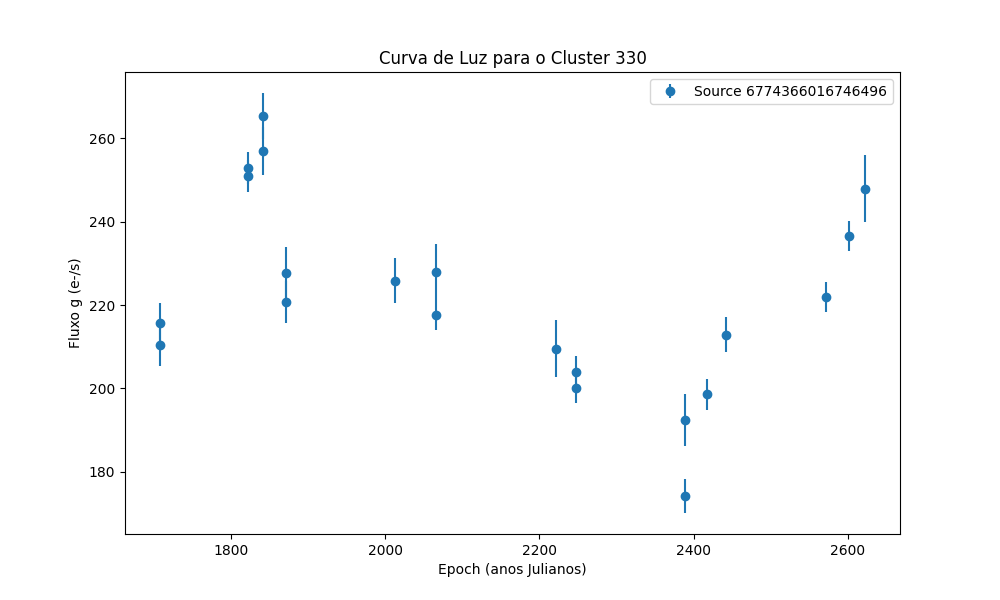 Curva de Luz para o Cluster 330
Source 6774366016746496
Fluxo g (e-/s)
260
240
220
200
180
1800
2000
2200
2400
2600
Epoch (anos Julianos)